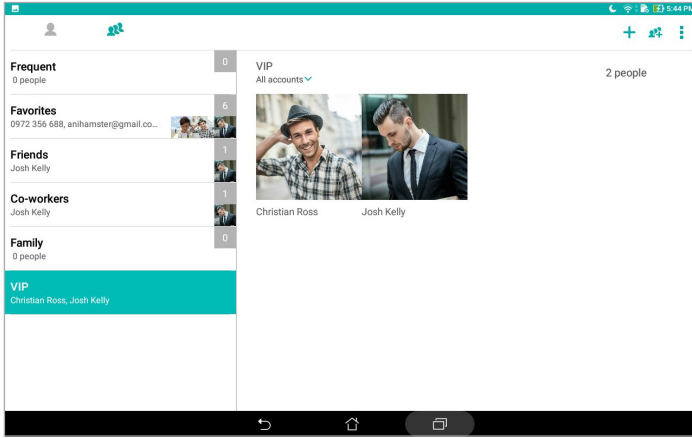 5:44 PM
Frequent
0
0 people
Favorites
6
0972 356 688, anihamster@gmail.co...
Friends
1
Josh Kelly
Co-workers
1
Josh Kelly
Family
0
0 people
VIP
Christian Ross, Josh Kelly
VIP
All accounts
2 people
Christian Ross
Josh Kelly